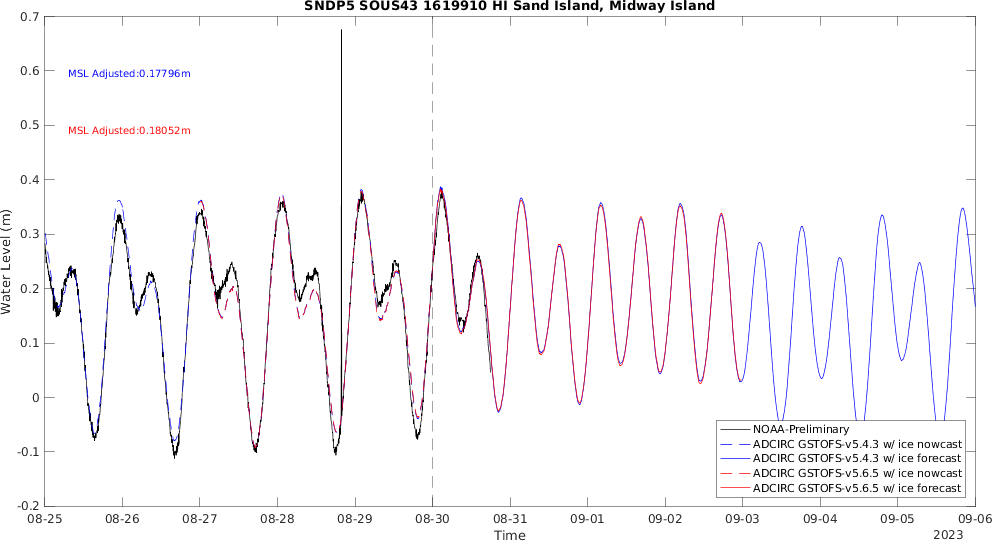 SNDP5 SOUS43 1619910 HI Sand Island, Midway Island
0.7
0.6
0.5
0.4
0.3
0.2
0.1
0
-0.1
-0.2
Water Level (m)
MSL Adjusted:0.17796m
MSL Adjusted:0.18052m
NOAA-Preliminary
ADCIRC GSTOFS-v5.4.3 w/ ice nowcast
ADCIRC GSTOFS-v5.4.3 w/ ice forecast
ADCIRC GSTOFS-v5.6.5 w/ ice nowcast
ADCIRC GSTOFS-v5.6.5 w/ ice forecast
08-25 08-26 08-27 08-28 08-29 08-30 08-31 09-01 09-02 09-03 09-04 09-05 09-06
Time
2023